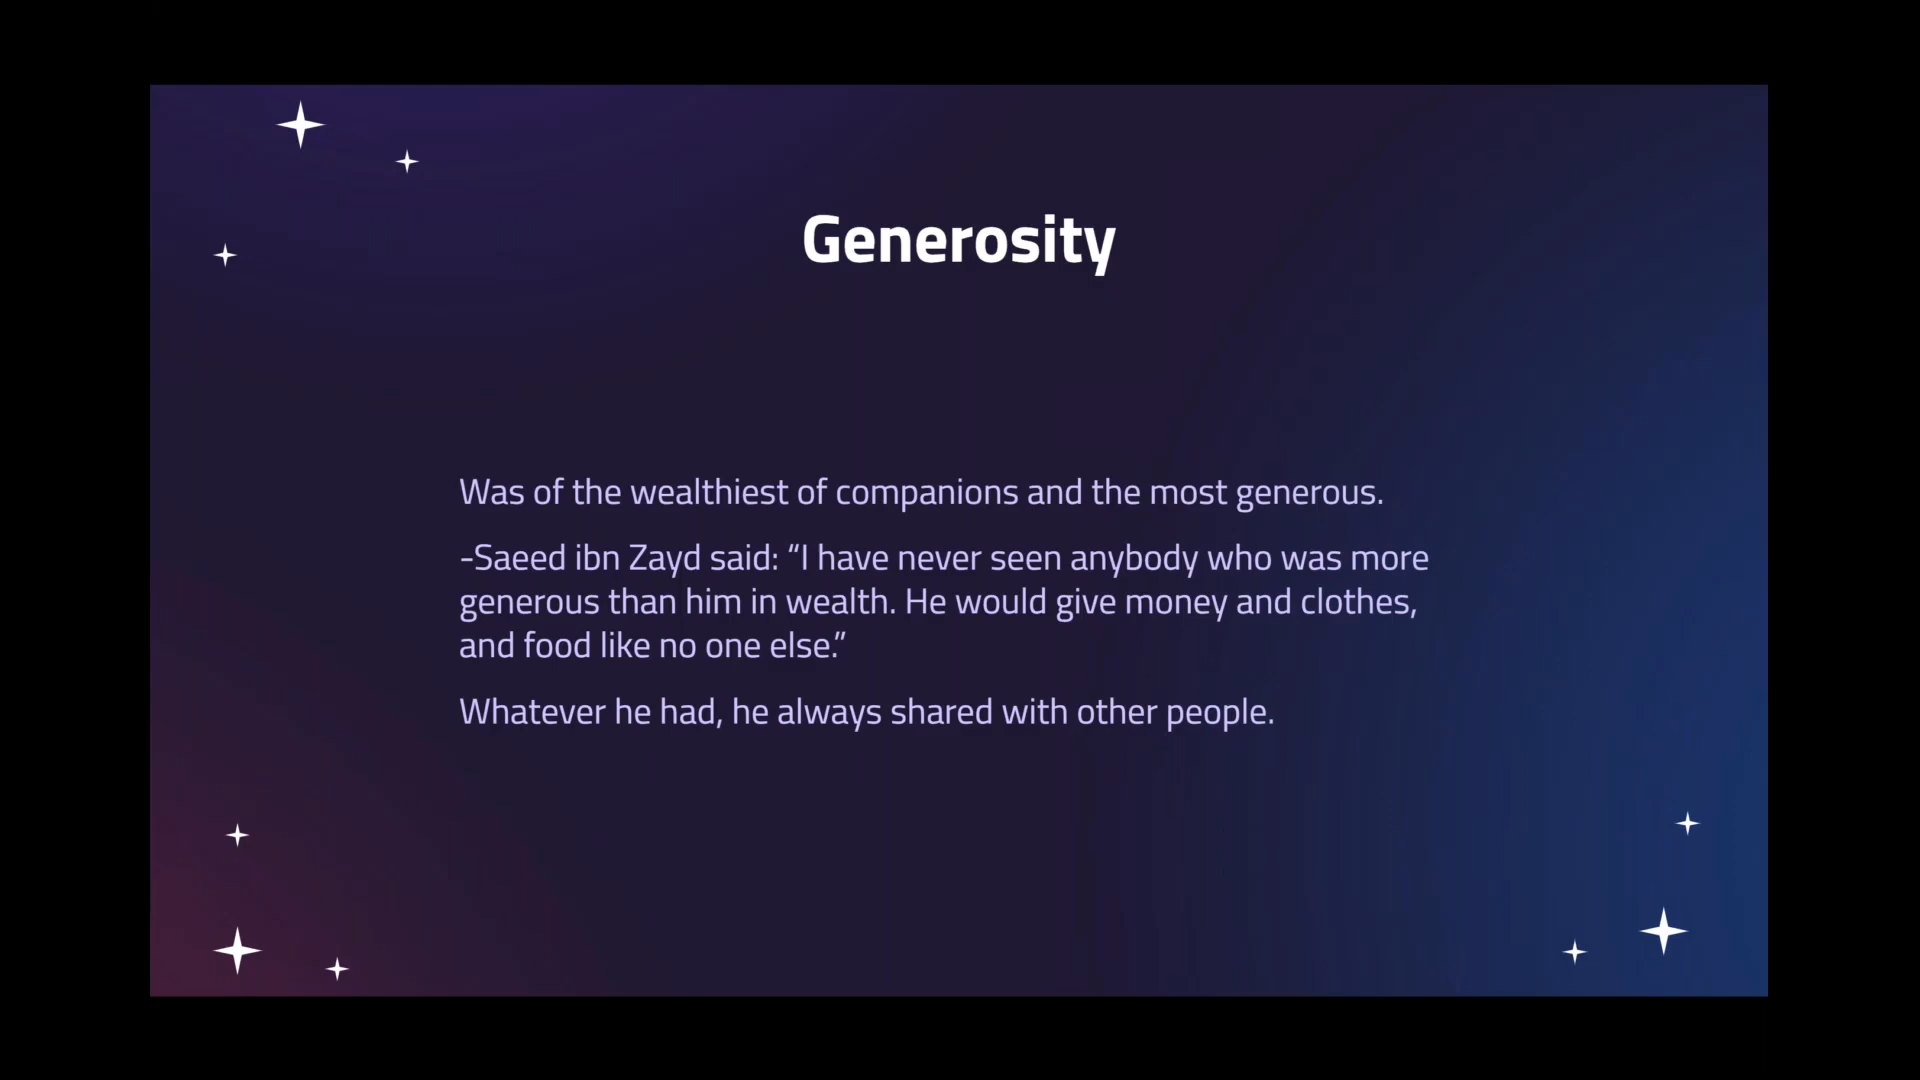 Generosity
Was of the wealthiest of companions and the most generous.
-Saeed ibn Zayd said: “I have never seen anybody who was more
generous than him in wealth. He would give money and clothes,
and food like no one else.”
Whatever he had, he always shared with other people.